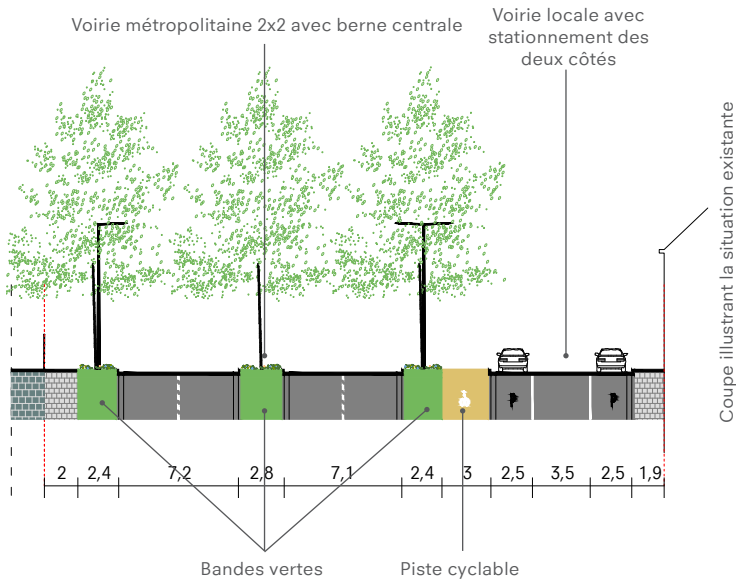 Voirie métropolitaine 2x2 avec berne centrale
Voirie locale avec
stationnement des
deux côtés
Coupe illustrant la situation existante
2 2,4 7,2 2,8 7,1 2,4 3 2,5 3,5 2,5 1,9
Bandes vertes
Piste cyclable